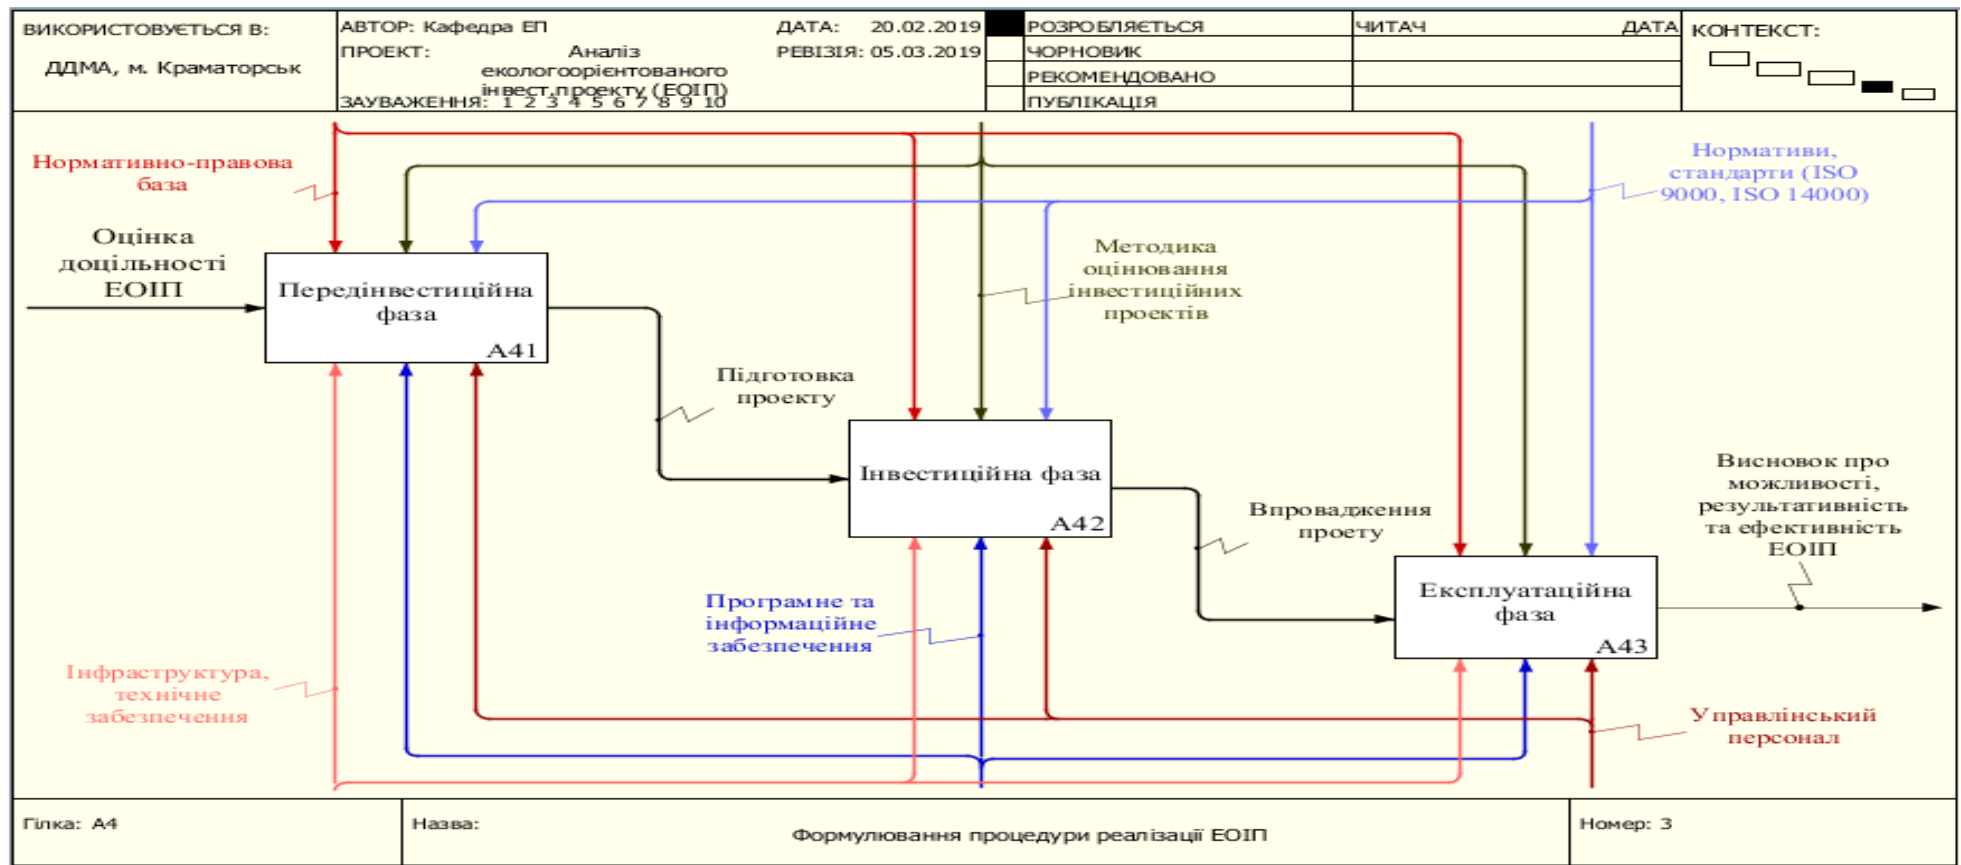 ВИКОРИСТОВУЄТЬСЯ В:
ДДМА, м. Краматорськ
АВТОР: Кафедра ЕП
ДАТА: 20.02.2019
ПРОЕКТ: Аналіз
екологоорієнтованого
інвест.проекту (ЕОІП)
РЕВІЗІЯ: 05.03.2019
ЗАУВАЖЕННЯ: 1 2 3 4 5 6 7 8 9 10
РОЗРОБЛЯЄТЬСЯ
ЧОРНОВИК
РЕКОМЕНДОВАНО
ПУБЛІКАЦІЯ
ЧИТАЧ
ДАТА
КОНТЕКСТ:
Нормативно-правова
база
Нормативи,
стандарти (ISO
9000, ISO 14000)
Оцінка
доцільності
ЕОІП
Методика
оцінювання
інвестиційних
проектів
Передінвестиційна
фаза
А41
Підготовка
проекту
Інвестиційна фаза
А42
Впровадження
проету
Висновок про
можливості,
результативність
та ефективність
ЕОІП
Експлуатаційна
фаза
А43
Програмне та
інформаційне
забезпечення
Інфраструктура,
технічне
забезпечення
Управлінський
персонал
Гілка: А4
Назва:
Формулювання процедури реалізації ЕОІП
Номер: 3